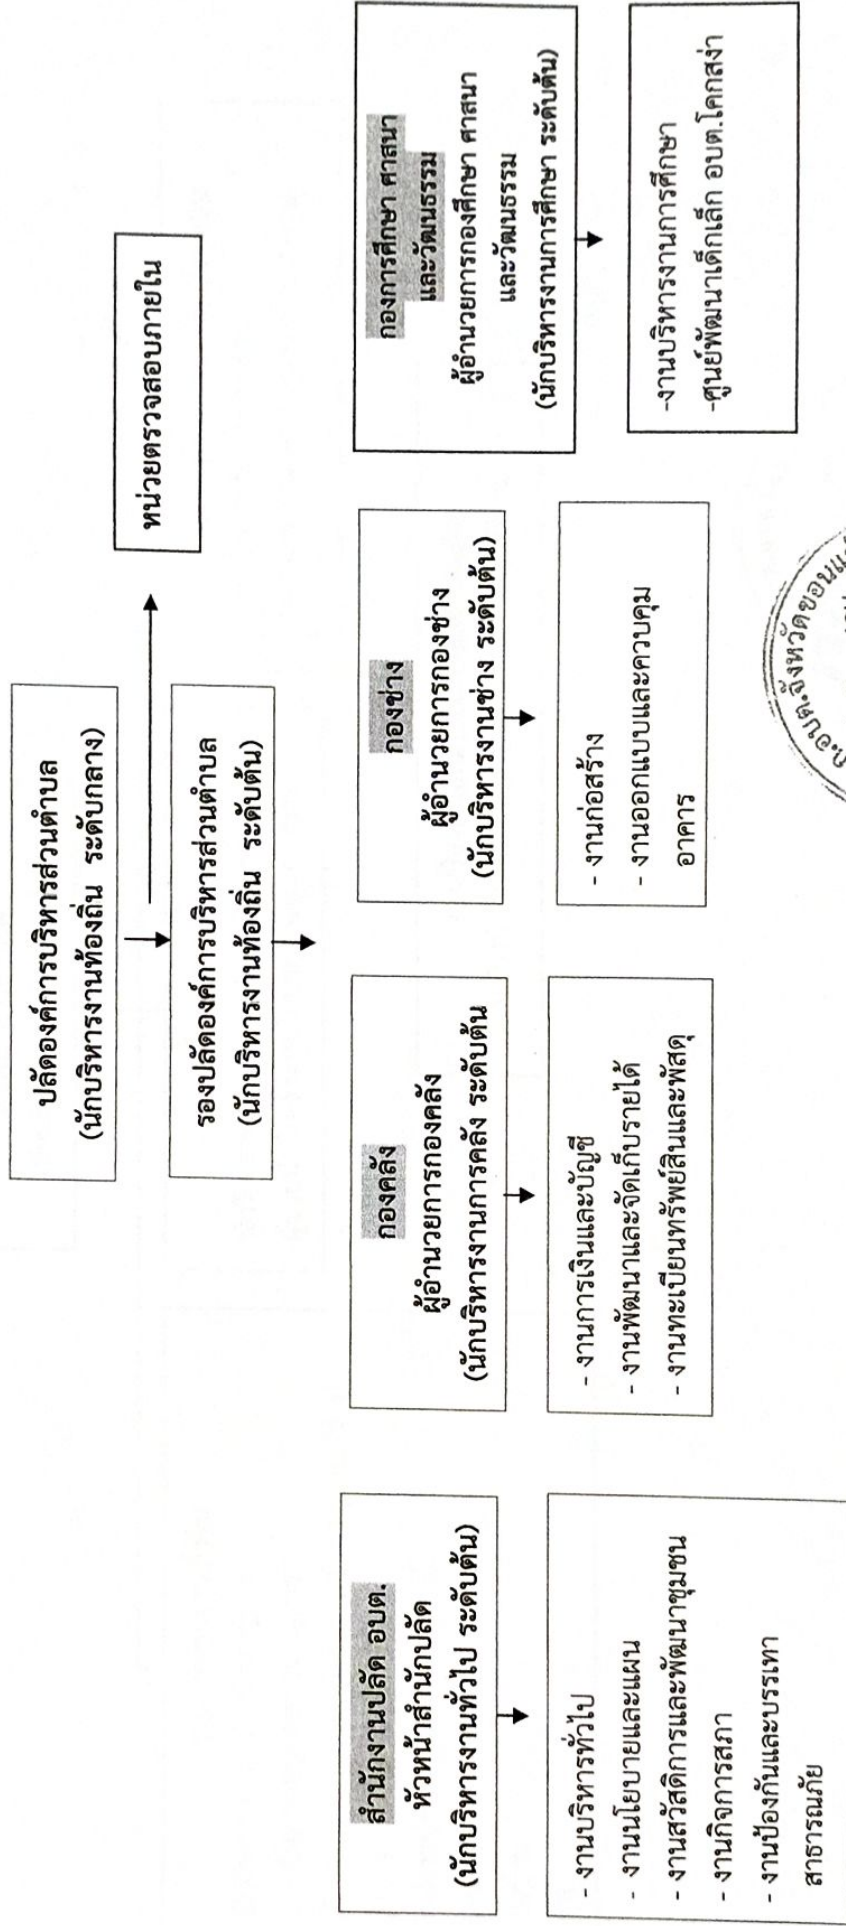 ปลัดองค์การบริหารส่วนตำบล
(นักบริหารงานท้องถิ่น ระดับกลาง)
หน่วยตรวจสอบภายใน
รองปลัดองค์การบริหารส่วนตำบล
(นักบริหารงานท้องถิ่น ระดับต้น)
สำนักงานปลัด อบต.
หัวหน้าสำนักปลัด
(นักบริหารงานทั่วไป ระดับต้น)
- งานบริหารทั่วไป
- งานนโยบายและแผน
- งานสวัสดิการและพัฒนาชุมชน
- งานกิจการสภา
- งานป้องกันและบรรเทา
สาธารณภัย
กองคลัง
ผู้อำนวยการกองคลัง
(นักบริหารงานการคลัง ระดับต้น)
- งานการเงินและบัญชี
- งานพัฒนาและจัดเก็บรายได้
- งานทะเบียนทรัพย์สินและพัสดุ
กองช่าง
ผู้อำนวยการกองช่าง
(นักบริหารงานช่าง ระดับต้น)
- งานก่อสร้าง
- งานออกแบบและควบคุม
อาคาร
กองการศึกษา ศาสนา
และวัฒนธรรม
ผู้อำนวยการกองศึกษา ศาสนา
และวัฒนธรรม
(นักบริหารงานการศึกษา ระดับต้น)
-งานบริหารงานการศึกษา
-ศูนย์พัฒนาเด็กเล็ก อบต.โคกสง่า
ก.อบต.จังหวัดขอนแ